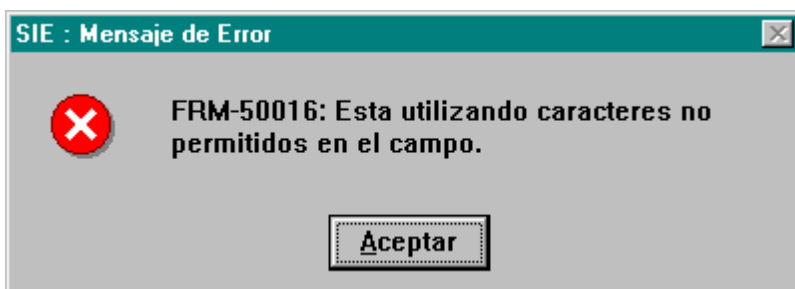 SIE : Mensaje de Error
FRM-50016: Esta utilizando caracteres no
permitidos en el campo.
Aceptar